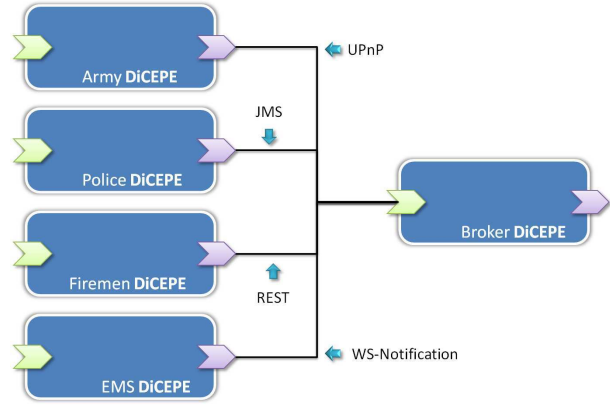 Army DiCEPE
UPnP
JMS
Police DiCEPE
Broker DiCEPE
Firemen DiCEPE
REST
WS-Notification
EMS DiCEPE